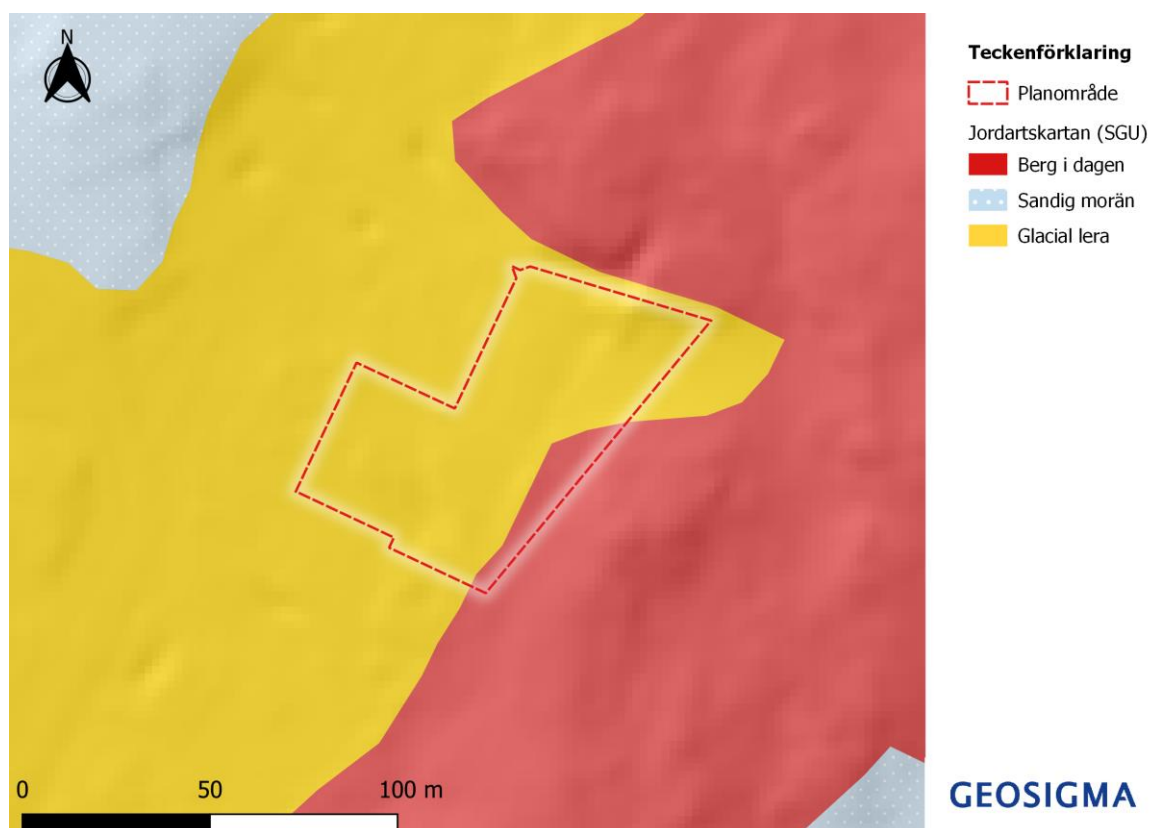 N
0 50 100 m
Teckenförklaring
Planområde
Jordartskartan (SGU)
Berg i dagen
Sandig morän
Glacial lera
GEOSIGMA